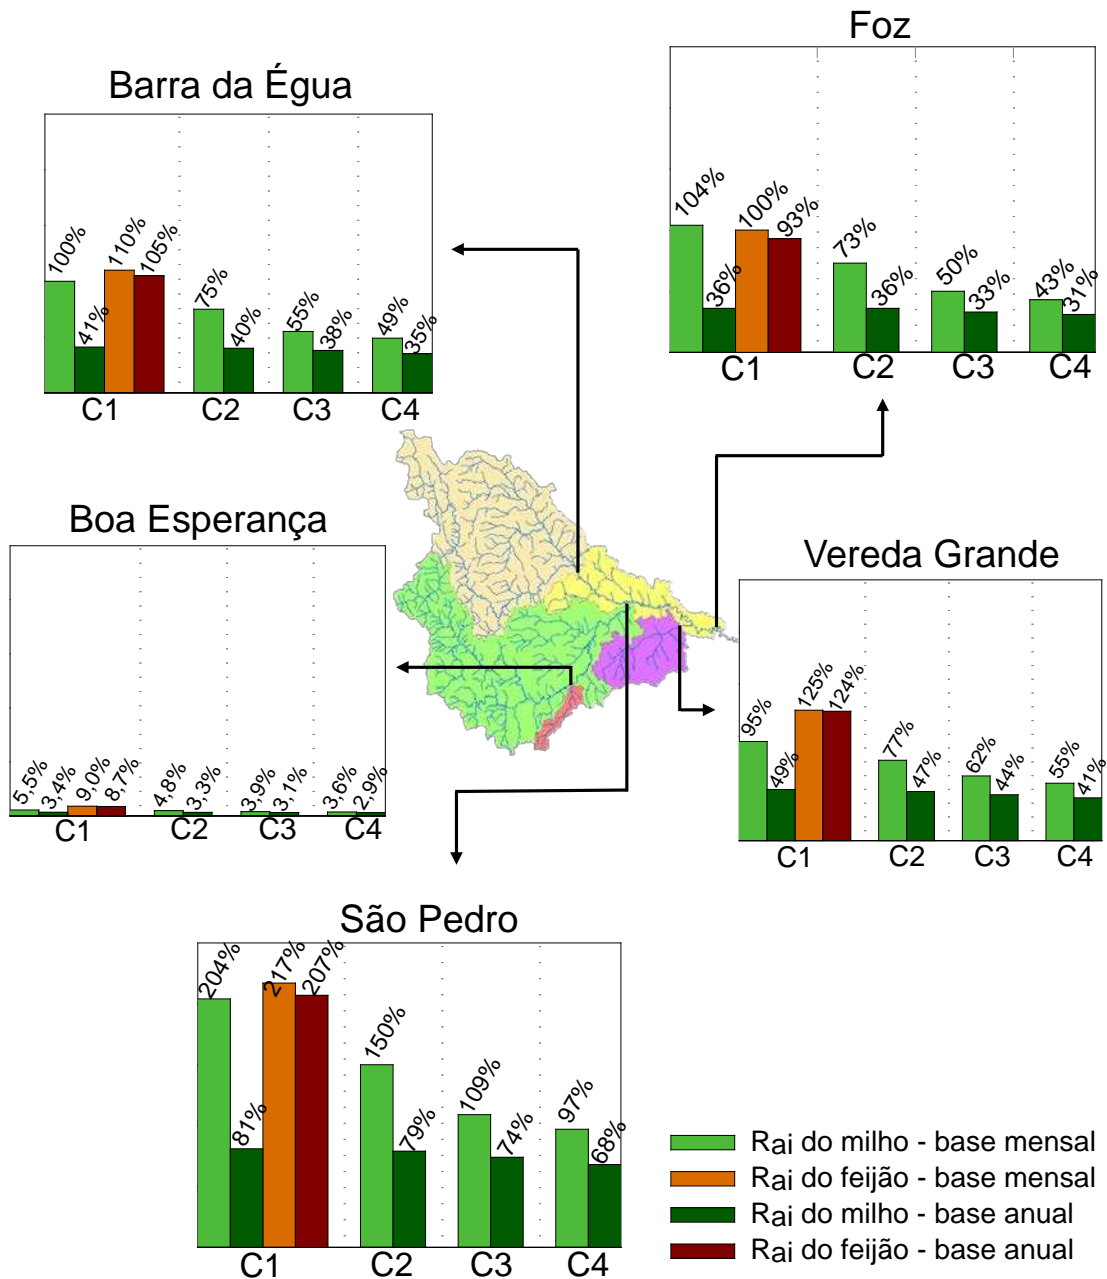 Foz
104%
36%
100%
93%
73%
36%
50%
33%
43%
31%
C1
C2
C3
C4
Barra da Égua
100%
41%
110%
105%
75%
40%
55%
38%
49%
35%
C1
C2
C3
C4
Boa Esperança
5,5%
3,4%
9,0%
8,7%
4,8%
3,3%
3,9%
3,1%
3,6%
2,9%
C1
C2
C3
C4
Vereda Grande
95%
49%
125%
124%
77%
47%
62%
44%
55%
41%
C1
C2
C3
C4
São Pedro
204%
81%
217%
207%
150%
79%
109%
74%
97%
68%
C1
C2
C3
C4
Rai do milho - base mensal
Rai do feijão - base mensal
Rai do milho - base anual
Rai do feijão - base anual